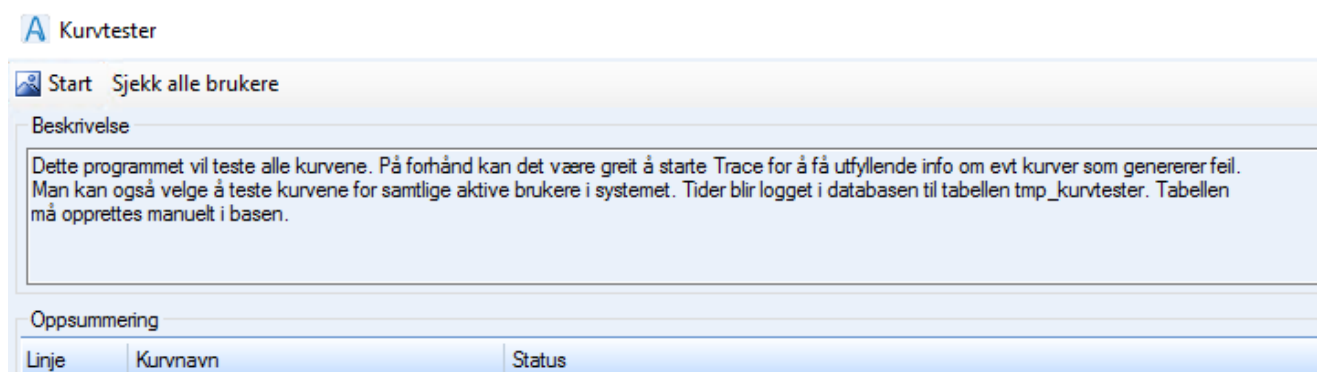 Kurvtester
Start Sjekk alle brukere
Beskrivelse
Dette programmet vil teste alle kurvene. På forhånd kan det være greit å starte Trace for å få utfyllende info om evt kurver som genererer feil.
Man kan også velge å teste kurvene for samtlige aktive brukere i systemet. Tider blir logget i databasen til tabellen tmp_kurvtester. Tabellen
må opprettes manuelt i basen.
Oppsummering
Linje Kurvnavn Status